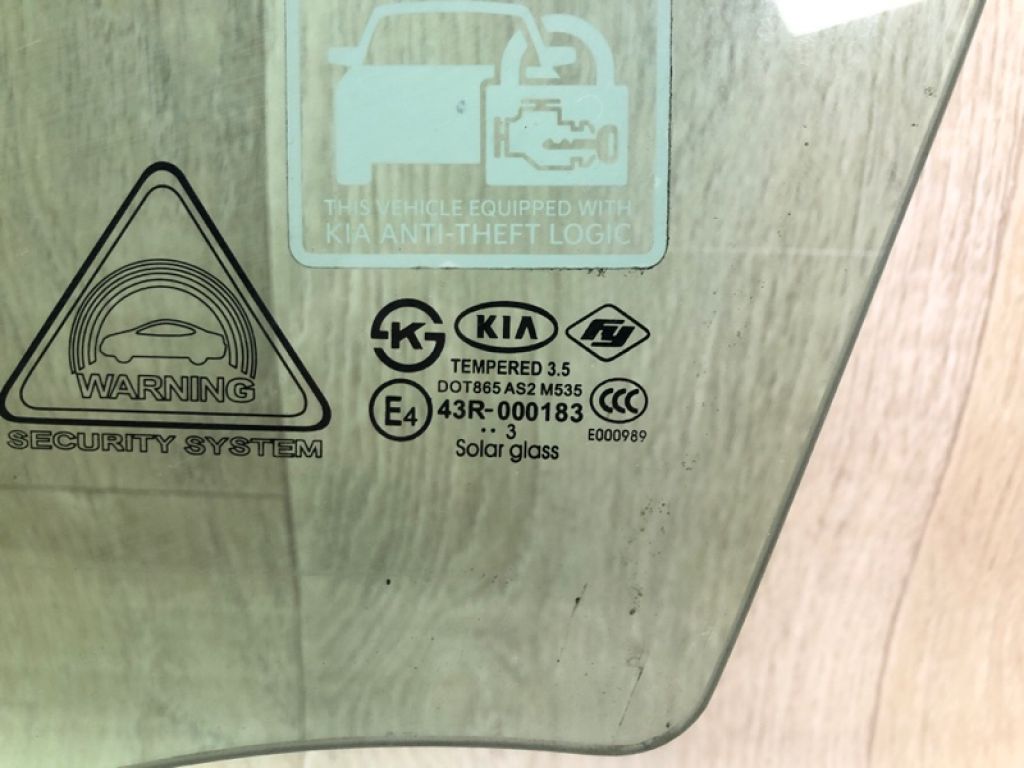 THIS VEHICLE EQUIPPED WITH
KIA ANTI-THEFT LOGIC
WARNING
SECURITY SYSTEM
K KIA FY
TEMPERED 3.5
DOT865 AS2 M535
E4 43R-000183 CCC
.. 3 E000989
Solar glass